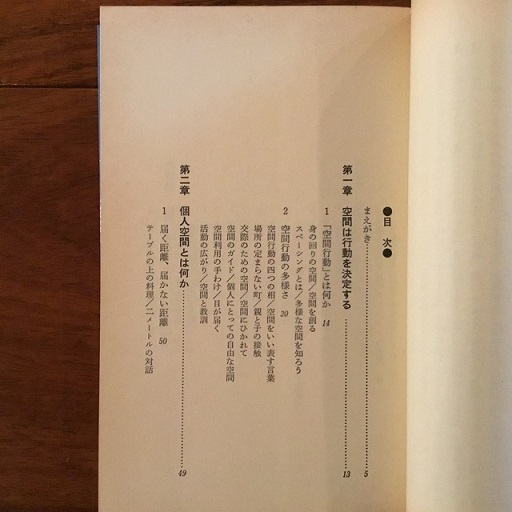 ●目 次●
まえがき……………………………5
第一章 空間は行動を決定する……………………………13
1 「空間行動」とは何か 14
身の回りの空間/空間を創る
スペーシングとは/多様な空間を知ろう
2 空間行動の多様さ 20
空間行動の四つの相/空間をいい表す言葉
場所の定まらない町/親と子の接触
交際のための空間/空間にひかれて
空間のガイド/個人にとっての自由な空間
空間利用の手わけ/目が届く
活動の広がり/空間と教訓
第二章 個人空間とは何か……………………………49
1 届く距離、届かない距離 50
テーブルの上の料理/二メートルの対話